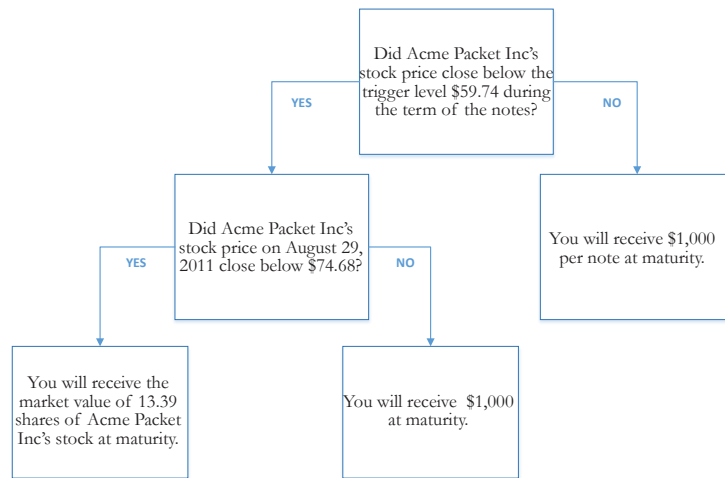 Did Acme Packet Inc's
stock price close below the
trigger level $59.74 during
the term of the notes?
YES
NO
Did Acme Packet Inc's
stock price on August 29,
2011 close below $74.68?
You will receive $1,000
per note at maturity.
YES
NO
You will receive the
market value of 13.39
shares of Acme Packet
Inc's stock at maturity.
You will receive $1,000
at maturity.